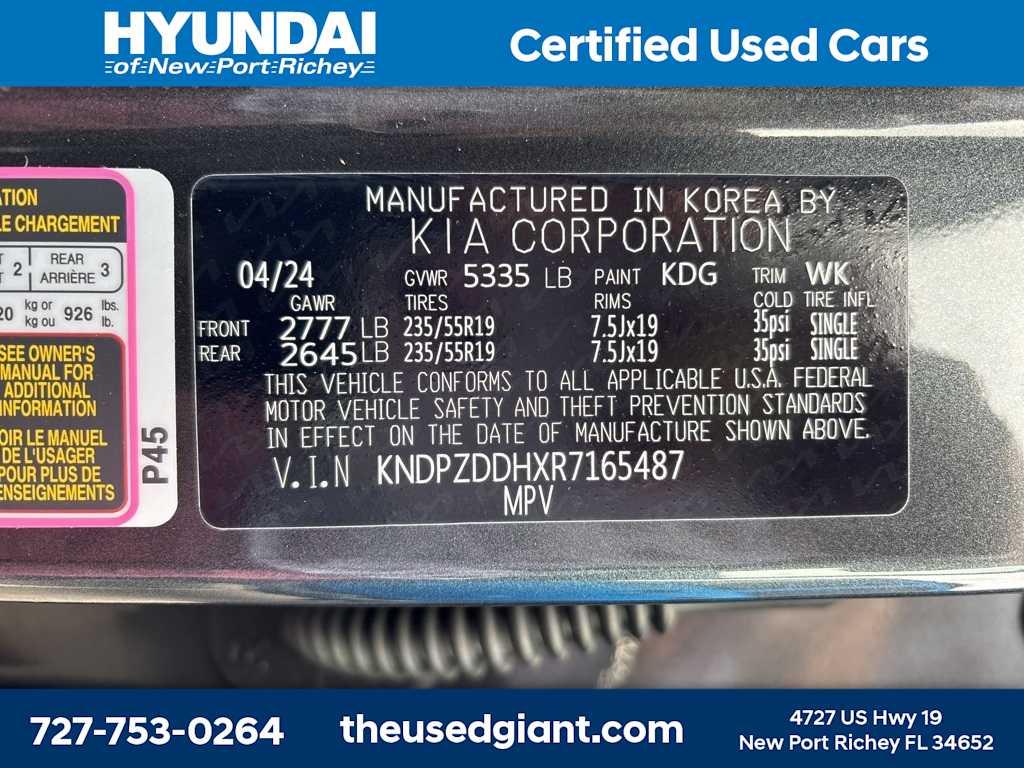 HYUNDAI
of New Port Richey
Certified Used Cars
CHARGEMENT
2
REAR
ARRIÈRE 3
kg or
kg ou
926
lbs.
lb.
SEE OWNER'S
MANUAL FOR
ADDITIONAL
INFORMATION
LE MANUEL
DE L'USAGER
POUR PLUS DE
P45
MANUFACTURED IN KOREA BY
KIA CORPORATION
04/24 GVWR 5335 LB PAINT KDG TRIM WK
GAWR TIRES RIMS COLD TIRE INFL
FRONT 2777 LB 235/55R19 7.5Jx19 35psi SINGLE
REAR 2645 LB 235/55R19 7.5Jx19 35psi SINGLE
THIS VEHICLE CONFORMS TO ALL APPLICABLE U.S.A. FEDERAL
MOTOR VEHICLE SAFETY AND THEFT PREVENTION STANDARDS
IN EFFECT ON THE DATE OF MANUFACTURE SHOWN ABOVE.
V.I.N KNDPZDDHXR7165487
MPV
727-753-0264
theusedgiant.com
4727 US Hwy 19
New Port Richey FL 34652